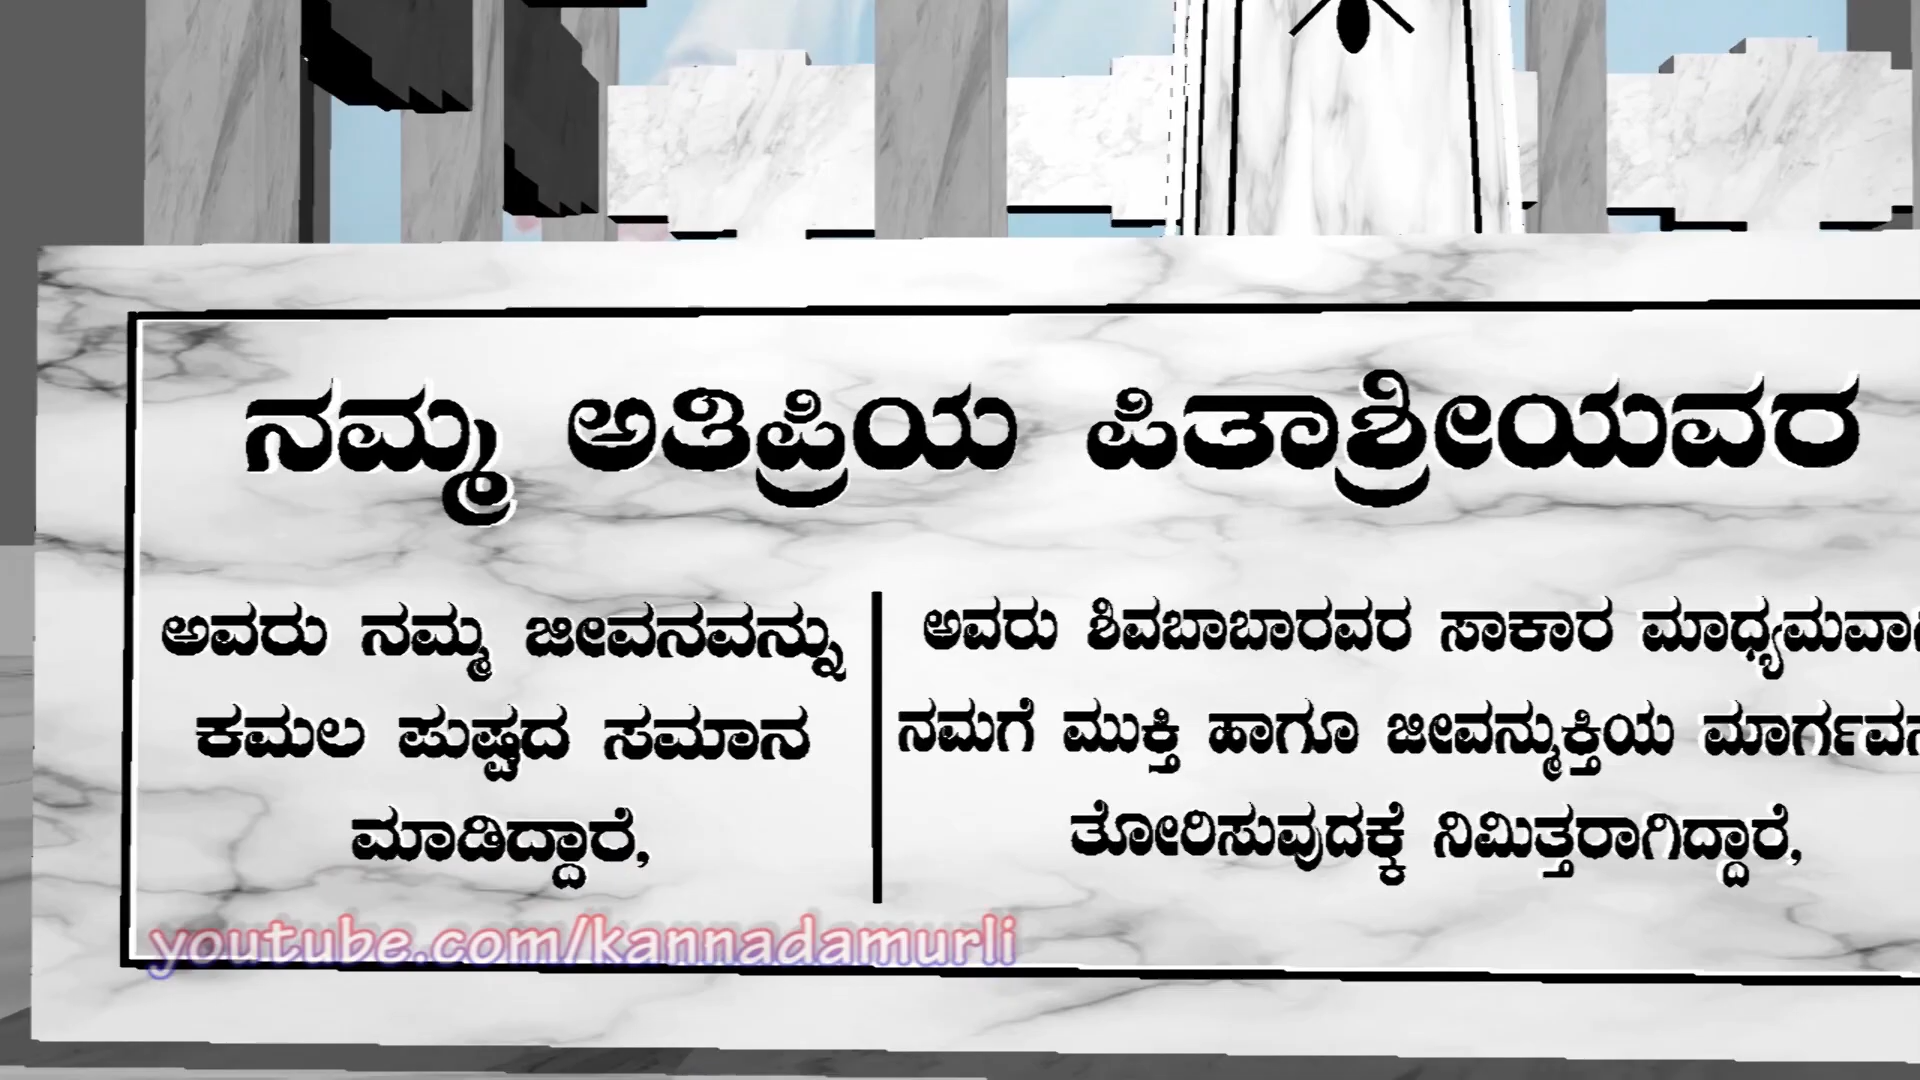 ನಮ್ಮ ಅತಿಪ್ರಿಯ ಪಿತಾಶ್ರೀಯವರ
ಅವರು ನಮ್ಮ ಜೀವನವನ್ನು
ಕಮಲ ಪುಷ್ಪದ ಸಮಾನ
ಮಾಡಿದ್ದಾರೆ,
ಅವರು ಶಿವಬಾಬಾರವರ ಸಾಕಾರ
ನಮಗೆ ಮುಕ್ತಿ ಹಾಗೂ ಜೀವನ್ಮುಕ್ತಿಯ
ತೋರಿಸುವುದಕ್ಕೆ ನಿಮಿತ್ತರಾಗಿದ್ದಾರೆ,
youtube.com/kannadamurli